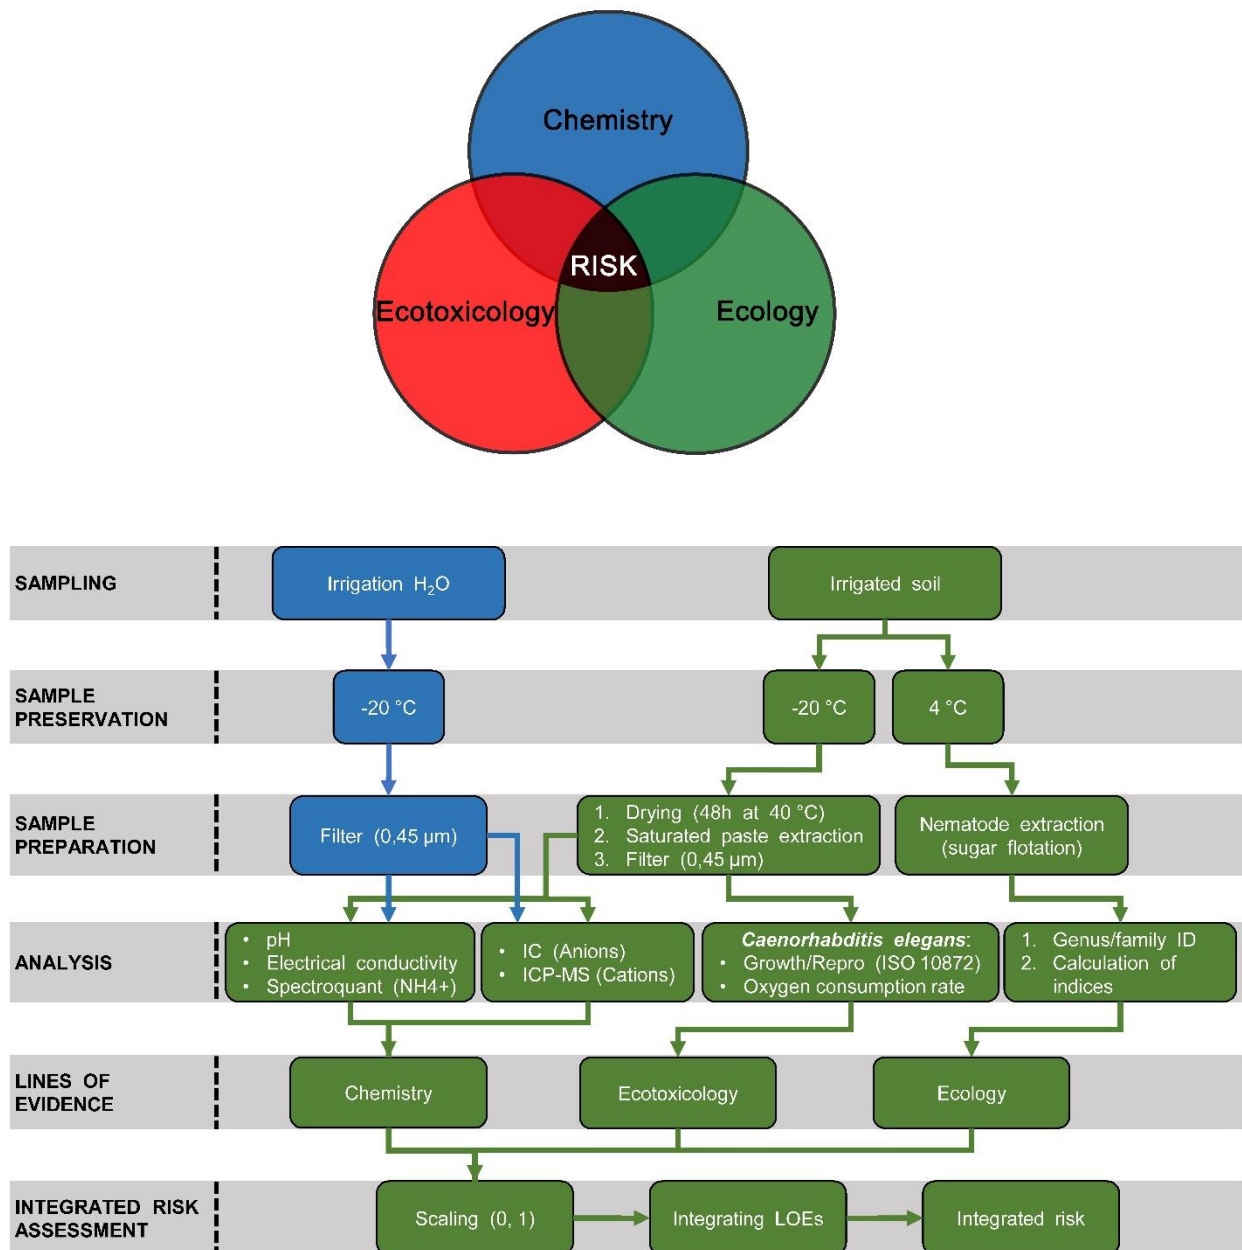 Chemistry
RISK
Ecotoxicology
Ecology
SAMPLING
Irrigation H₂O
Irrigated soil
SAMPLE
PRESERVATION
-20 °C
-20 °C
4 °C
SAMPLE
PREPARATION
Filter (0,45 µm)
1. Drying (48h at 40 °C)
2. Saturated paste extraction
3. Filter (0,45 µm)
Nematode extraction
(sugar flotation)
ANALYSIS
• pH
• Electrical conductivity
• Spectroquant (NH4+)
• IC (Anions)
• ICP-MS (Cations)
Caenorhabditis elegans:
• Growth/Repro (ISO 10872)
• Oxygen consumption rate
1. Genus/family ID
2. Calculation of
indices
LINES OF
EVIDENCE
Chemistry
Ecotoxicology
Ecology
INTEGRATED RISK
ASSESSMENT
Scaling (0, 1)
Integrating LOEs
Integrated risk